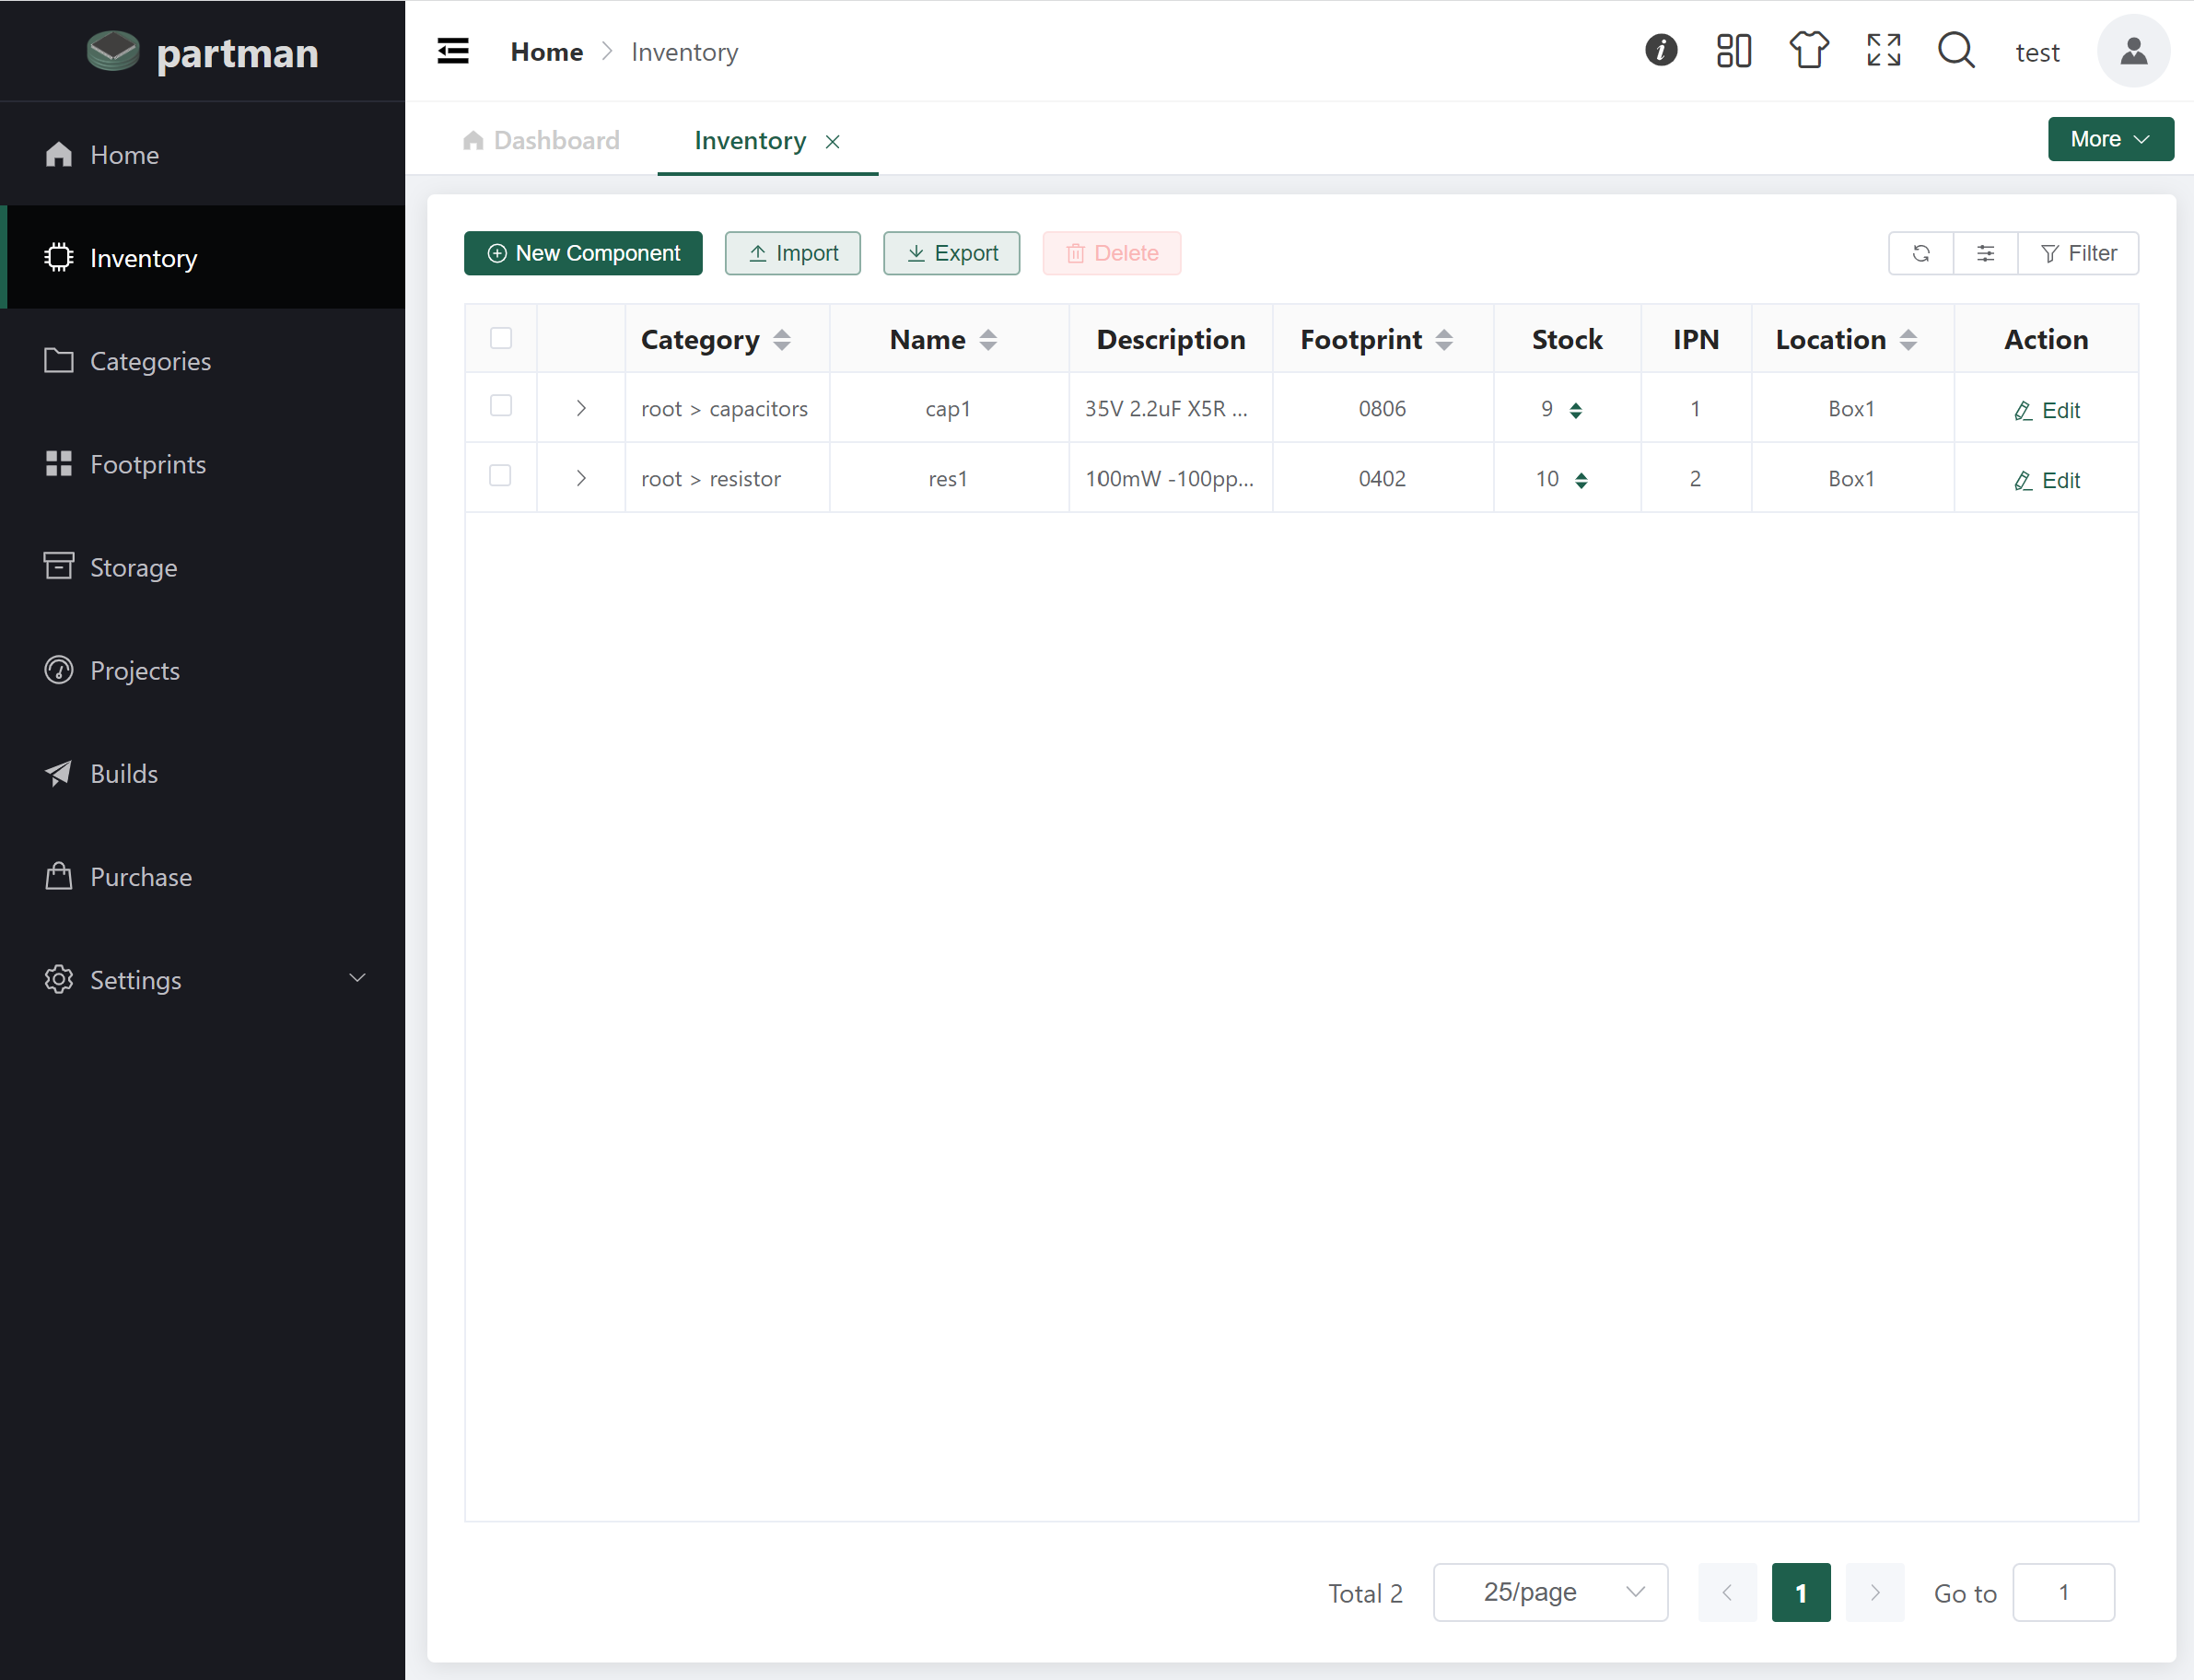 partman
Home > Inventory
test
Home
Inventory
Categories
Footprints
Storage
Projects
Builds
Purchase
Settings
Dashboard Inventory More
New Component Import Export Delete Filter
Category Name Description Footprint Stock IPN Location Action
root > capacitors cap1 35V 2.2uF X5R ... 0806 9 1 Box1 Edit
root > resistor res1 100mW -100pp... 0402 10 2 Box1 Edit
Total 2 25/page 1 Go to 1